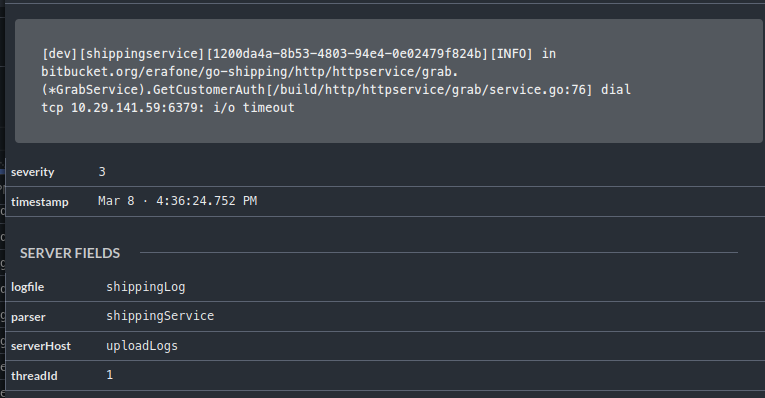 [dev][shippingservice][1200da4a-8b53-4803-94e4-0e02479f824b][INFO] in
bitbucket.org/erafone/go-shipping/http/httpservice/grab.
(*GrabService).GetCustomerAuth[/build/http/httpservice/grab/service.go:76] dial
tcp 10.29.141.59:6379: i/o timeout
severity 3
timestamp Mar 8 · 4:36:24.752 PM
SERVER FIELDS
logfile shippingLog
parser shippingService
serverHost uploadLogs
threadId 1